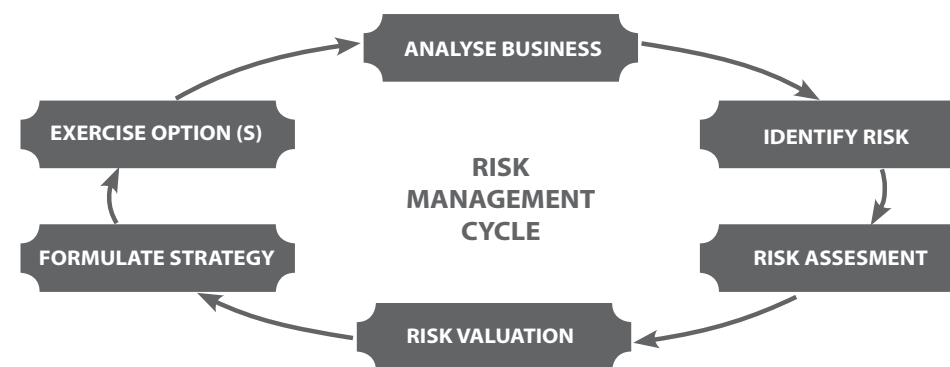 ANALYSE BUSINESS
IDENTIFY RISK
RISK ASSESMENT
RISK VALUATION
FORMULATE STRATEGY
EXERCISE OPTION (S)
RISK
MANAGEMENT
CYCLE